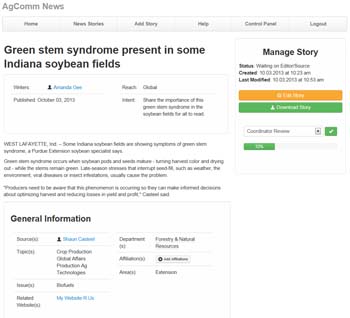 AgComm News
Home News Stories Add Story Help Control Panel Logout
Green stem syndrome present in some
Indiana soybean fields
Writers: Amanda Gee Reach: Global
Published: October 03, 2013 Intent: Share the importance of this
green stem syndrome in the
soybean fields for all to read.
WEST LAFAYETTE, Ind. – Some Indiana soybean fields are showing symptoms of green stem
syndrome, a Purdue Extension soybean specialist says.
Green stem syndrome occurs when soybean pods and seeds mature - turning harvest color and drying
out - while the stems remain green. Late-season stresses that interrupt seed-fill, such as weather, the
environment, viral diseases or insect infestations, usually cause the problem.
"Producers need to be aware that this phenomenon is occurring so they can make informed decisions
about optimizing harvest and reducing losses in yield and profit," Casteel said.
General Information
Source(s): Shaun Casteel Department
(s): Forestry & Natural
Resources
Topic(s): Crop Production
Global Affairs
Production Ag
Technologies
Affiliation(s): Add Affiliations
Area(s): Extension
Issue(s): Biofuels
Related
Website(s): My Website R Us
Manage Story
Status: Waiting on Editor/Source
Created: 10.03.2013 at 10:23 am
Last Modified: 10.03.2013 at 10:53 am
Edit Story
Download Story
Coordinator Review
33%